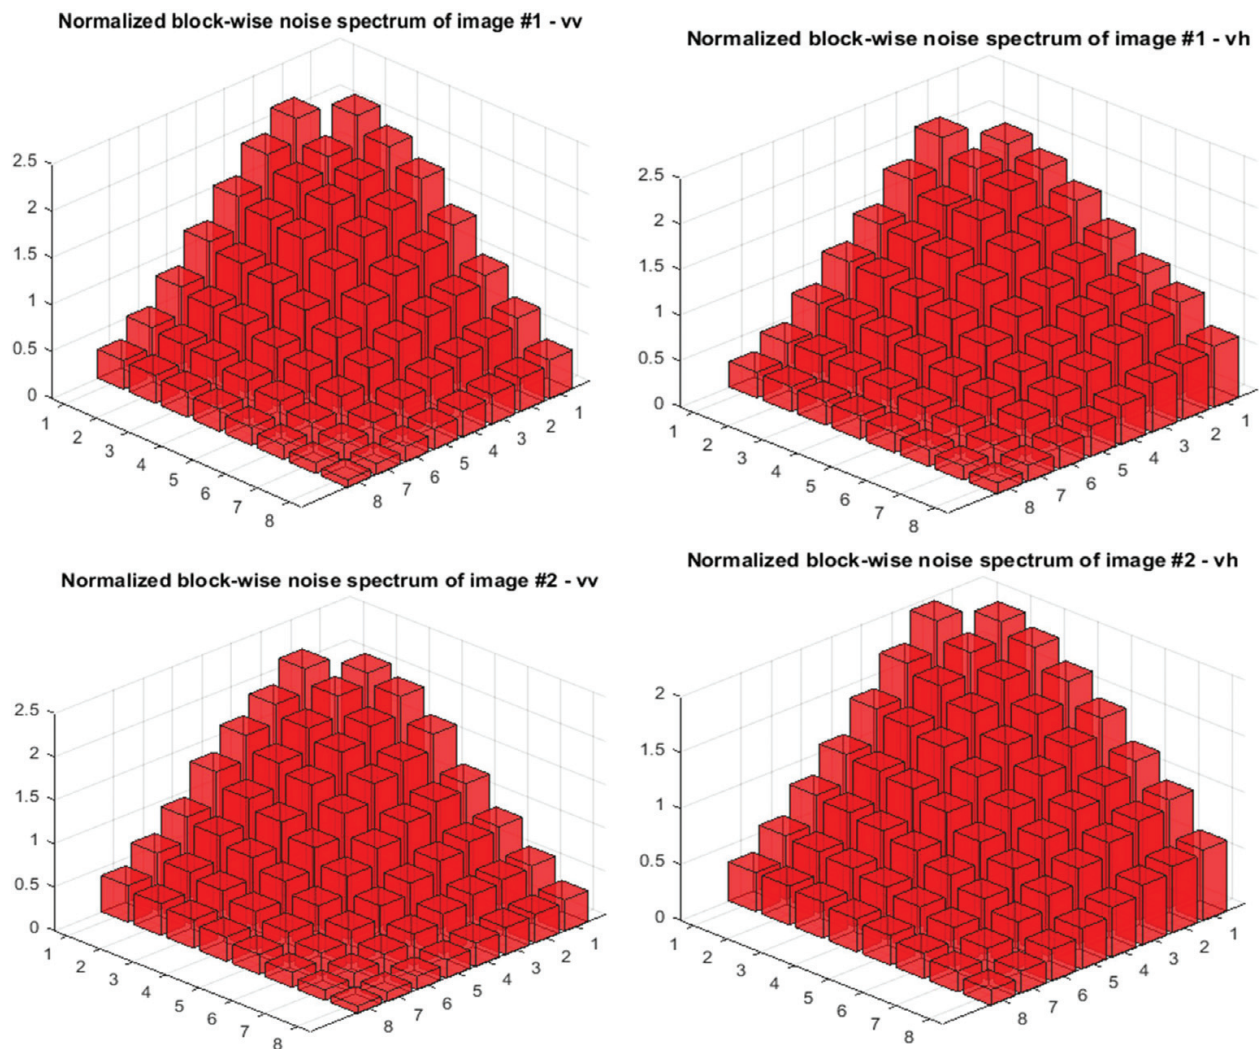 Normalized block-wise noise spectrum of image #1 - vv
2.5
2
1.5
1
0.5
0
1 2 3 4 5 6 7 8
8 7 6 5 4 3 2 1
Normalized block-wise noise spectrum of image #1 - vh
2.5
2
1.5
1
0.5
0
1 2 3 4 5 6 7 8
8 7 6 5 4 3 2 1
Normalized block-wise noise spectrum of image #2 - vv
2.5
2
1.5
1
0.5
0
1 2 3 4 5 6 7 8
8 7 6 5 4 3 2 1
Normalized block-wise noise spectrum of image #2 - vh
2
1.5
1
0.5
0
1 2 3 4 5 6 7 8
8 7 6 5 4 3 2 1